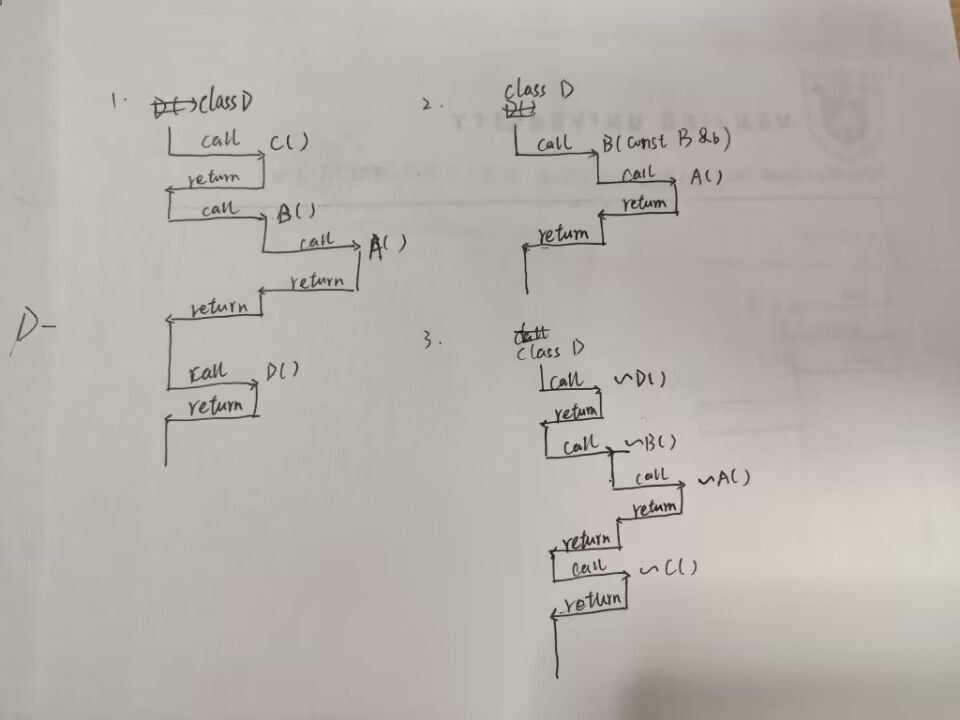 1. D() class D
call C()
return
call B()
call A()
return
return
call D()
return
D-
2. class D
D()
call B(const B &b)
call A()
return
return
3. call
class D
call ~D()
return
call ~B()
call ~A()
return
return
call ~C()
return